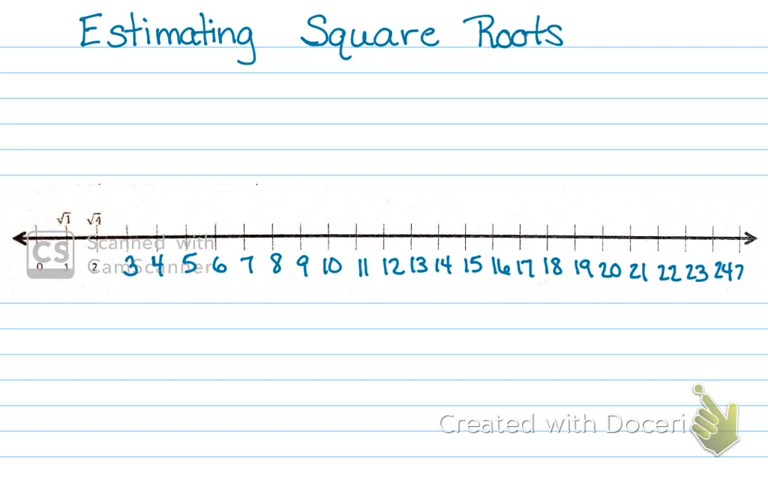 Estimating Square Roots
√1 √4
0 1 2 3 4 5 6 7 8 9 10 11 12 13 14 15 16 17 18 19 20 21 22 23 24
CS Scanned with
CamScanner
Created with Doceri